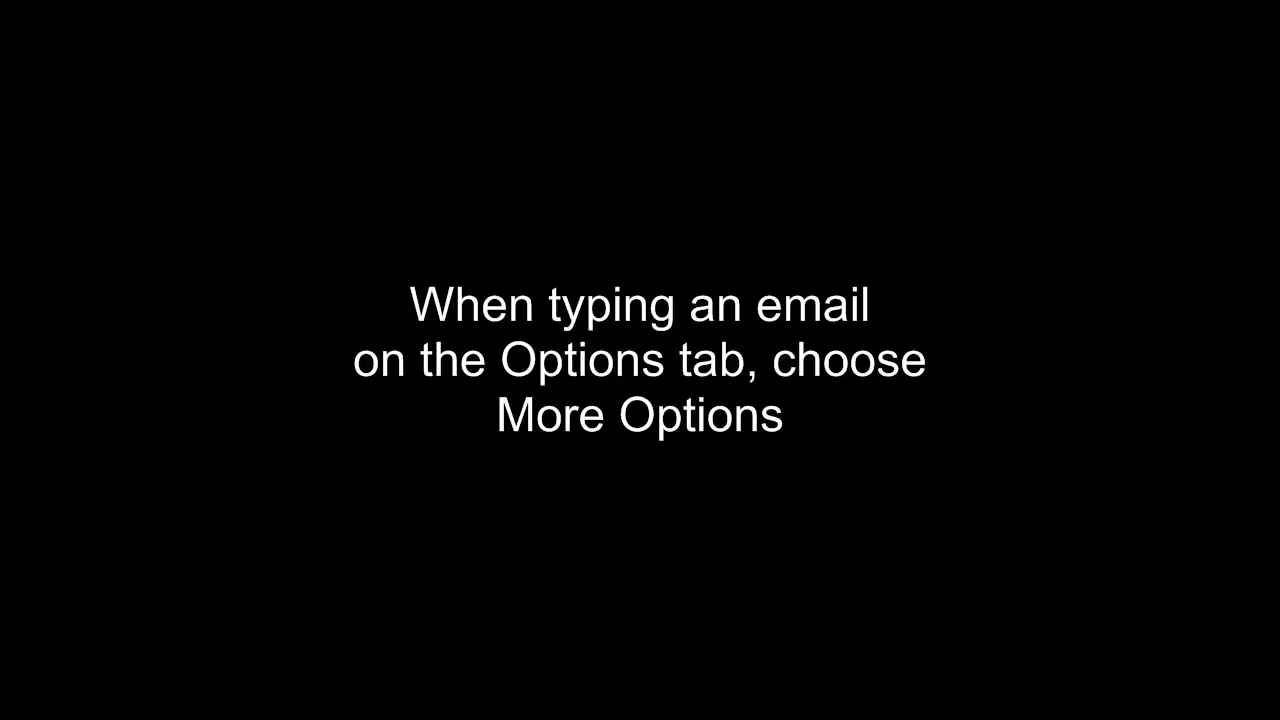 When typing an email
on the Options tab, choose
More Options